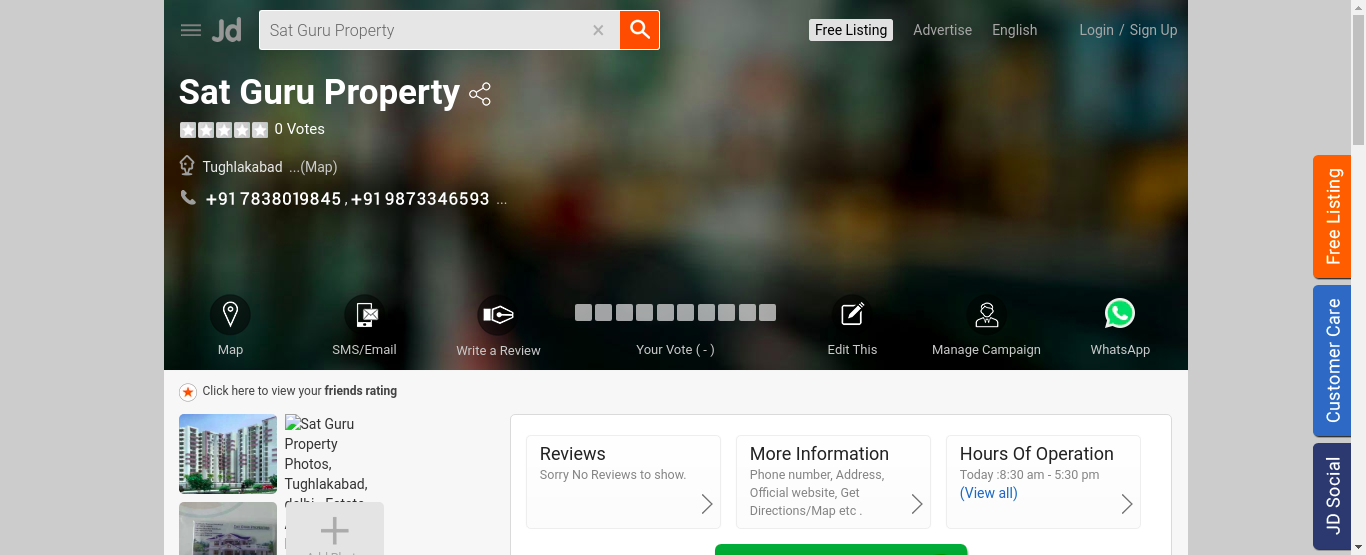 Jd
Sat Guru Property
Free Listing
Advertise
English
Login / Sign Up
Sat Guru Property
0 Votes
Tughlakabad ...(Map)
+91 7838019845 , +91 9873346593 ...
Map
SMS/Email
Write a Review
Your Vote ( - )
Edit This
Manage Campaign
WhatsApp
Click here to view your friends rating
Sat Guru
Property
Photos,
Tughlakabad,
Reviews
Sorry No Reviews to show.
More Information
Phone number, Address,
Official website, Get
Directions/Map etc .
Hours Of Operation
Today :8:30 am - 5:30 pm
(View all)
Free Listing
Customer Care
JD Social